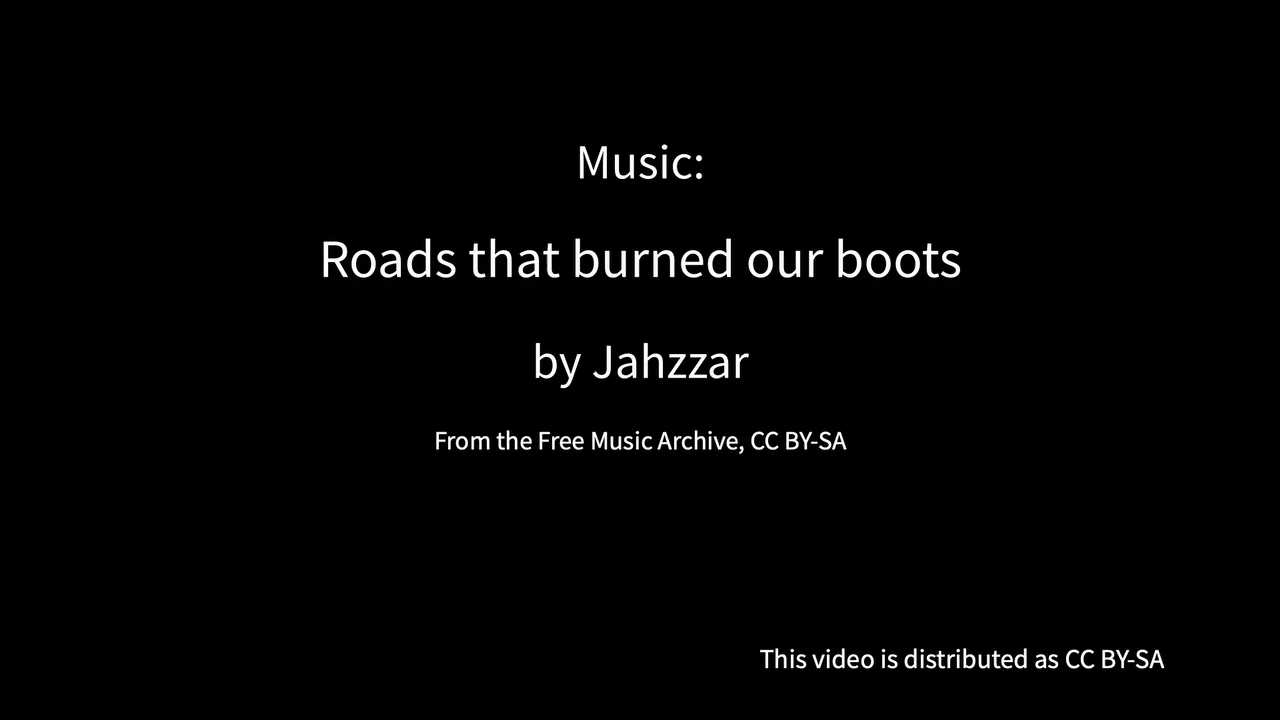 Music:
Roads that burned our boots
by Jahzzar
From the Free Music Archive, CC BY-SA
This video is distributed as CC BY-SA